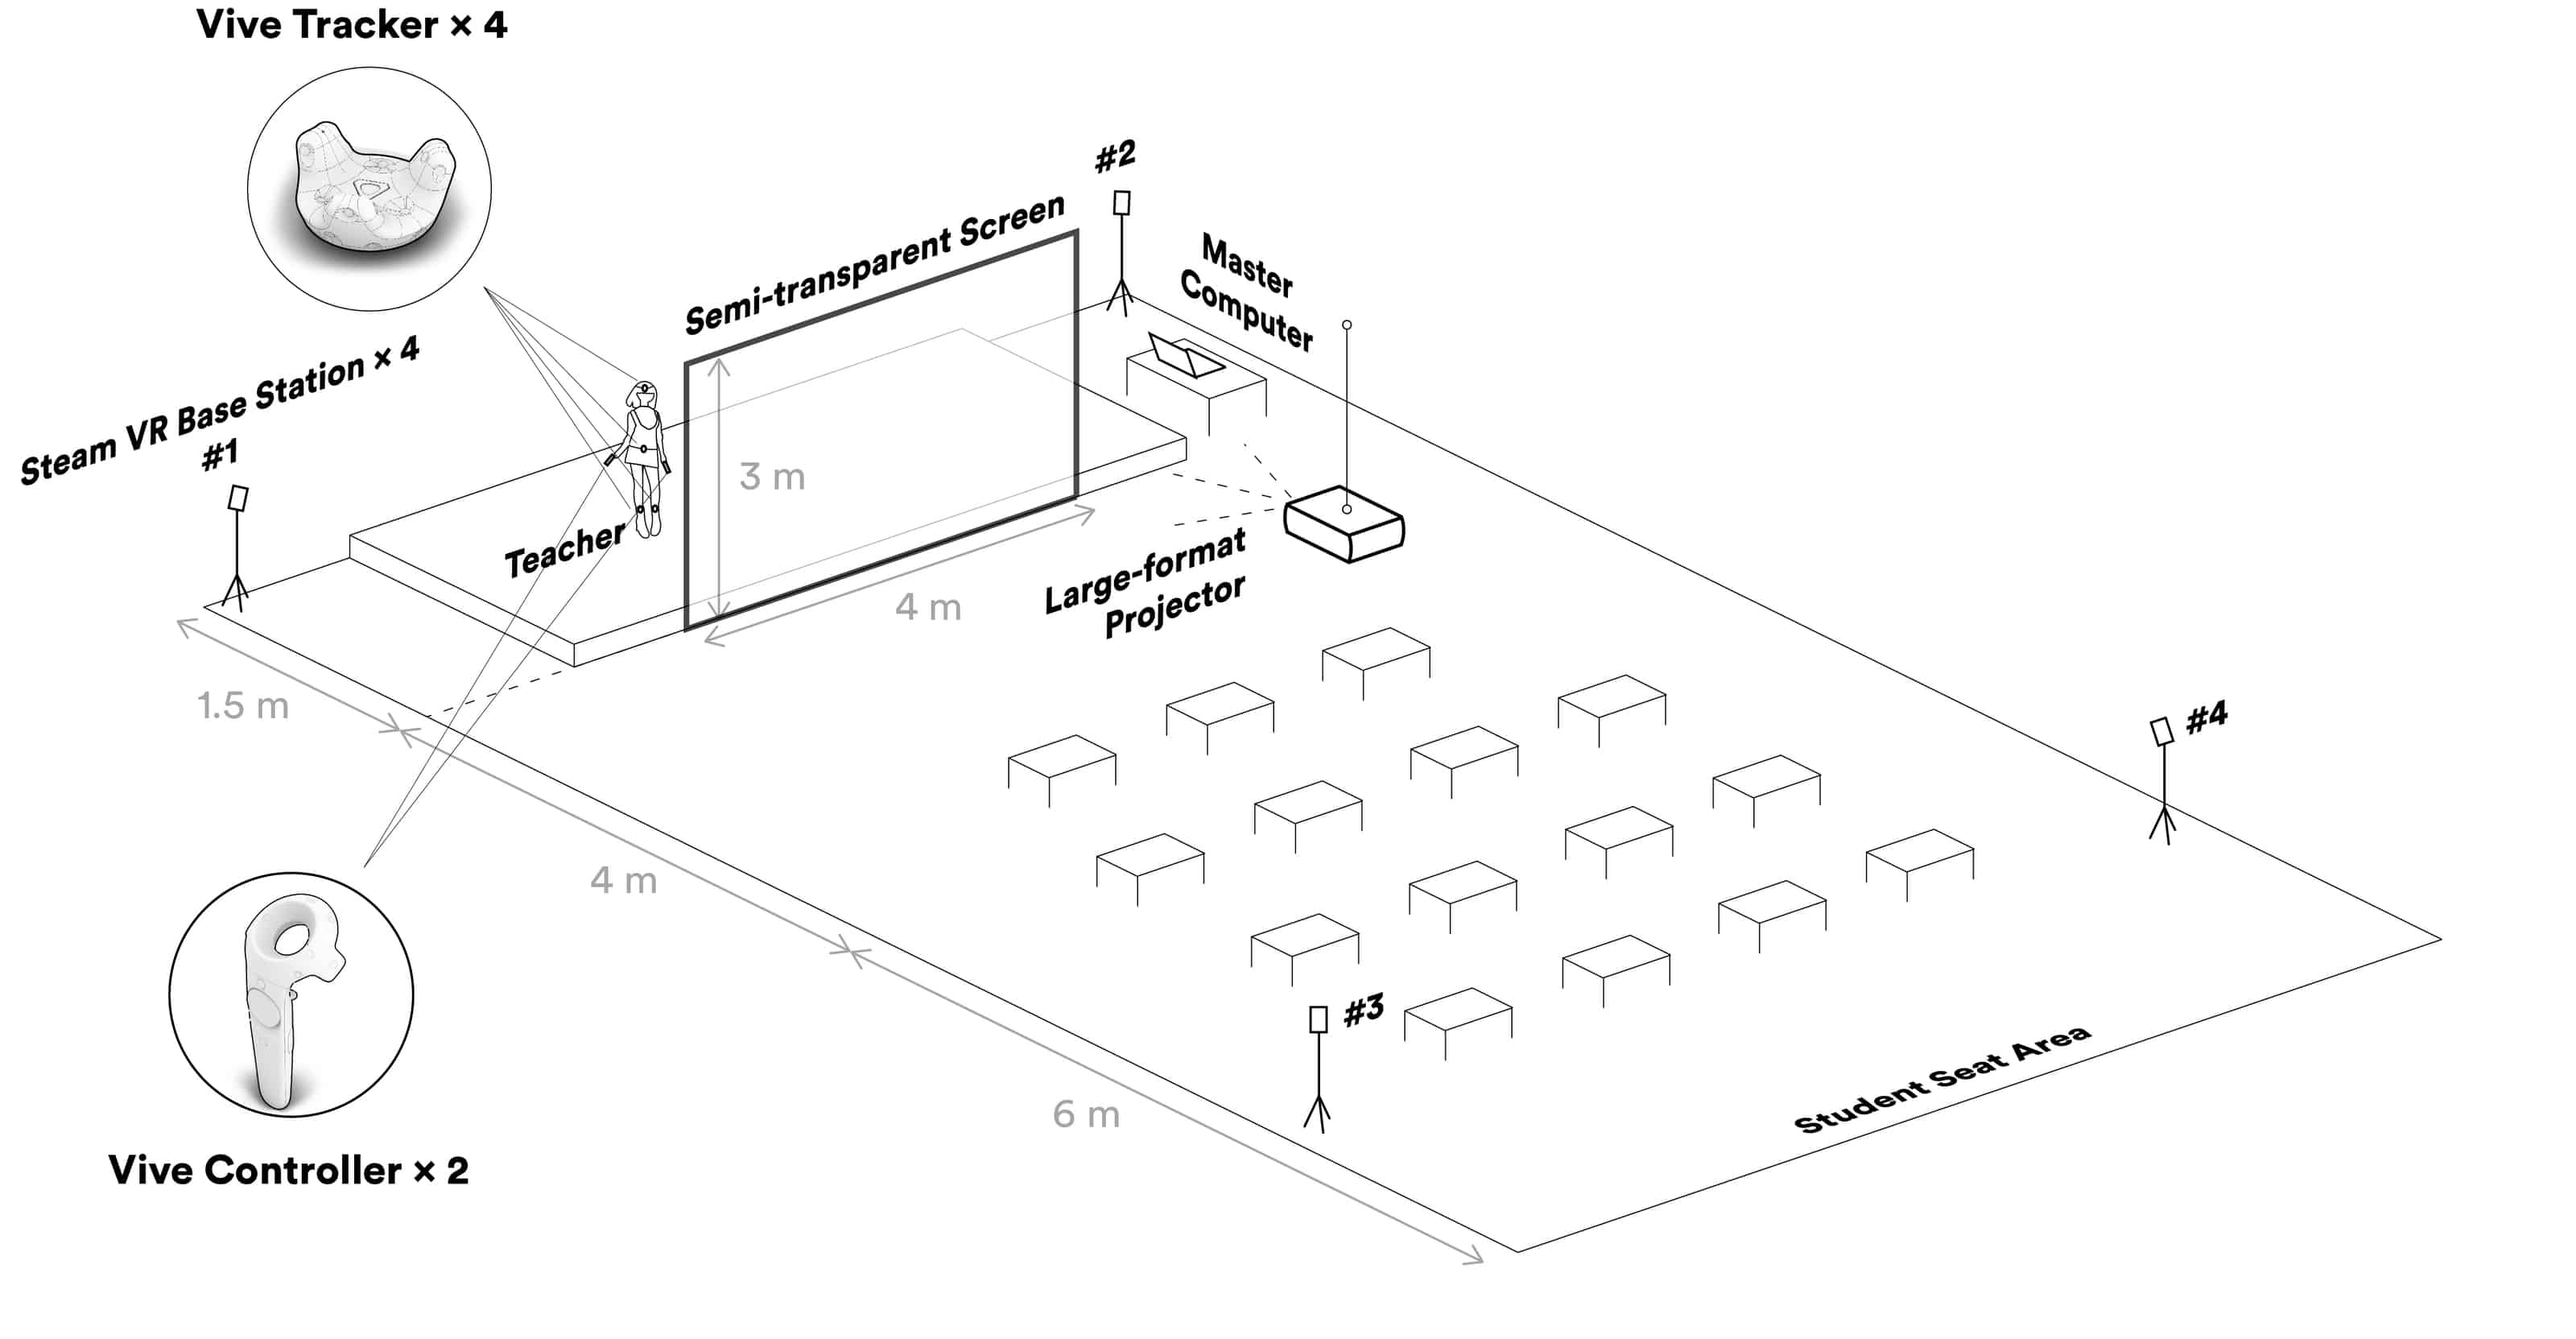 Vive Tracker × 4
#2
Semi-transparent Screen
Master
Computer
Steam VR Base Station × 4
#1
3 m
Teacher
Large-format
Projector
4 m
1.5 m
#4
4 m
#3
Student Seat Area
6 m
Vive Controller × 2